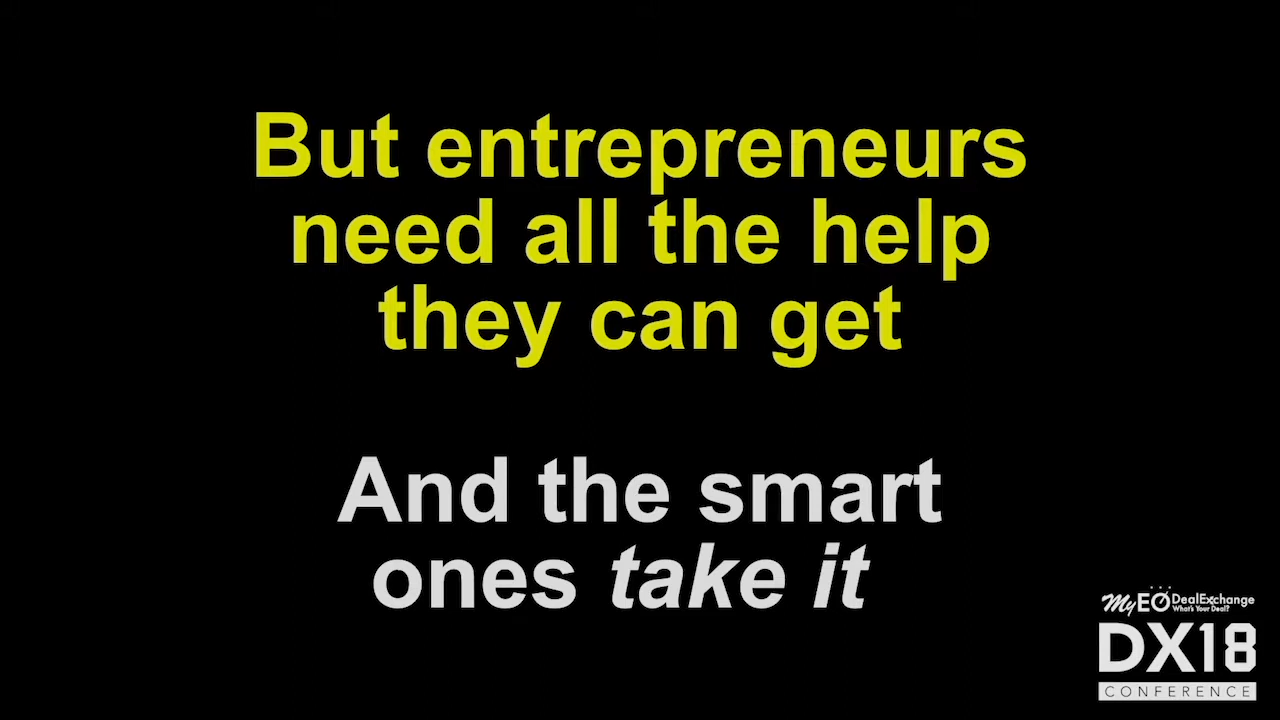 But entrepreneurs
need all the help
they can get
And the smart
ones take it
MyEO DealExchange
What's Your Deal?
DX18
CONFERENCE